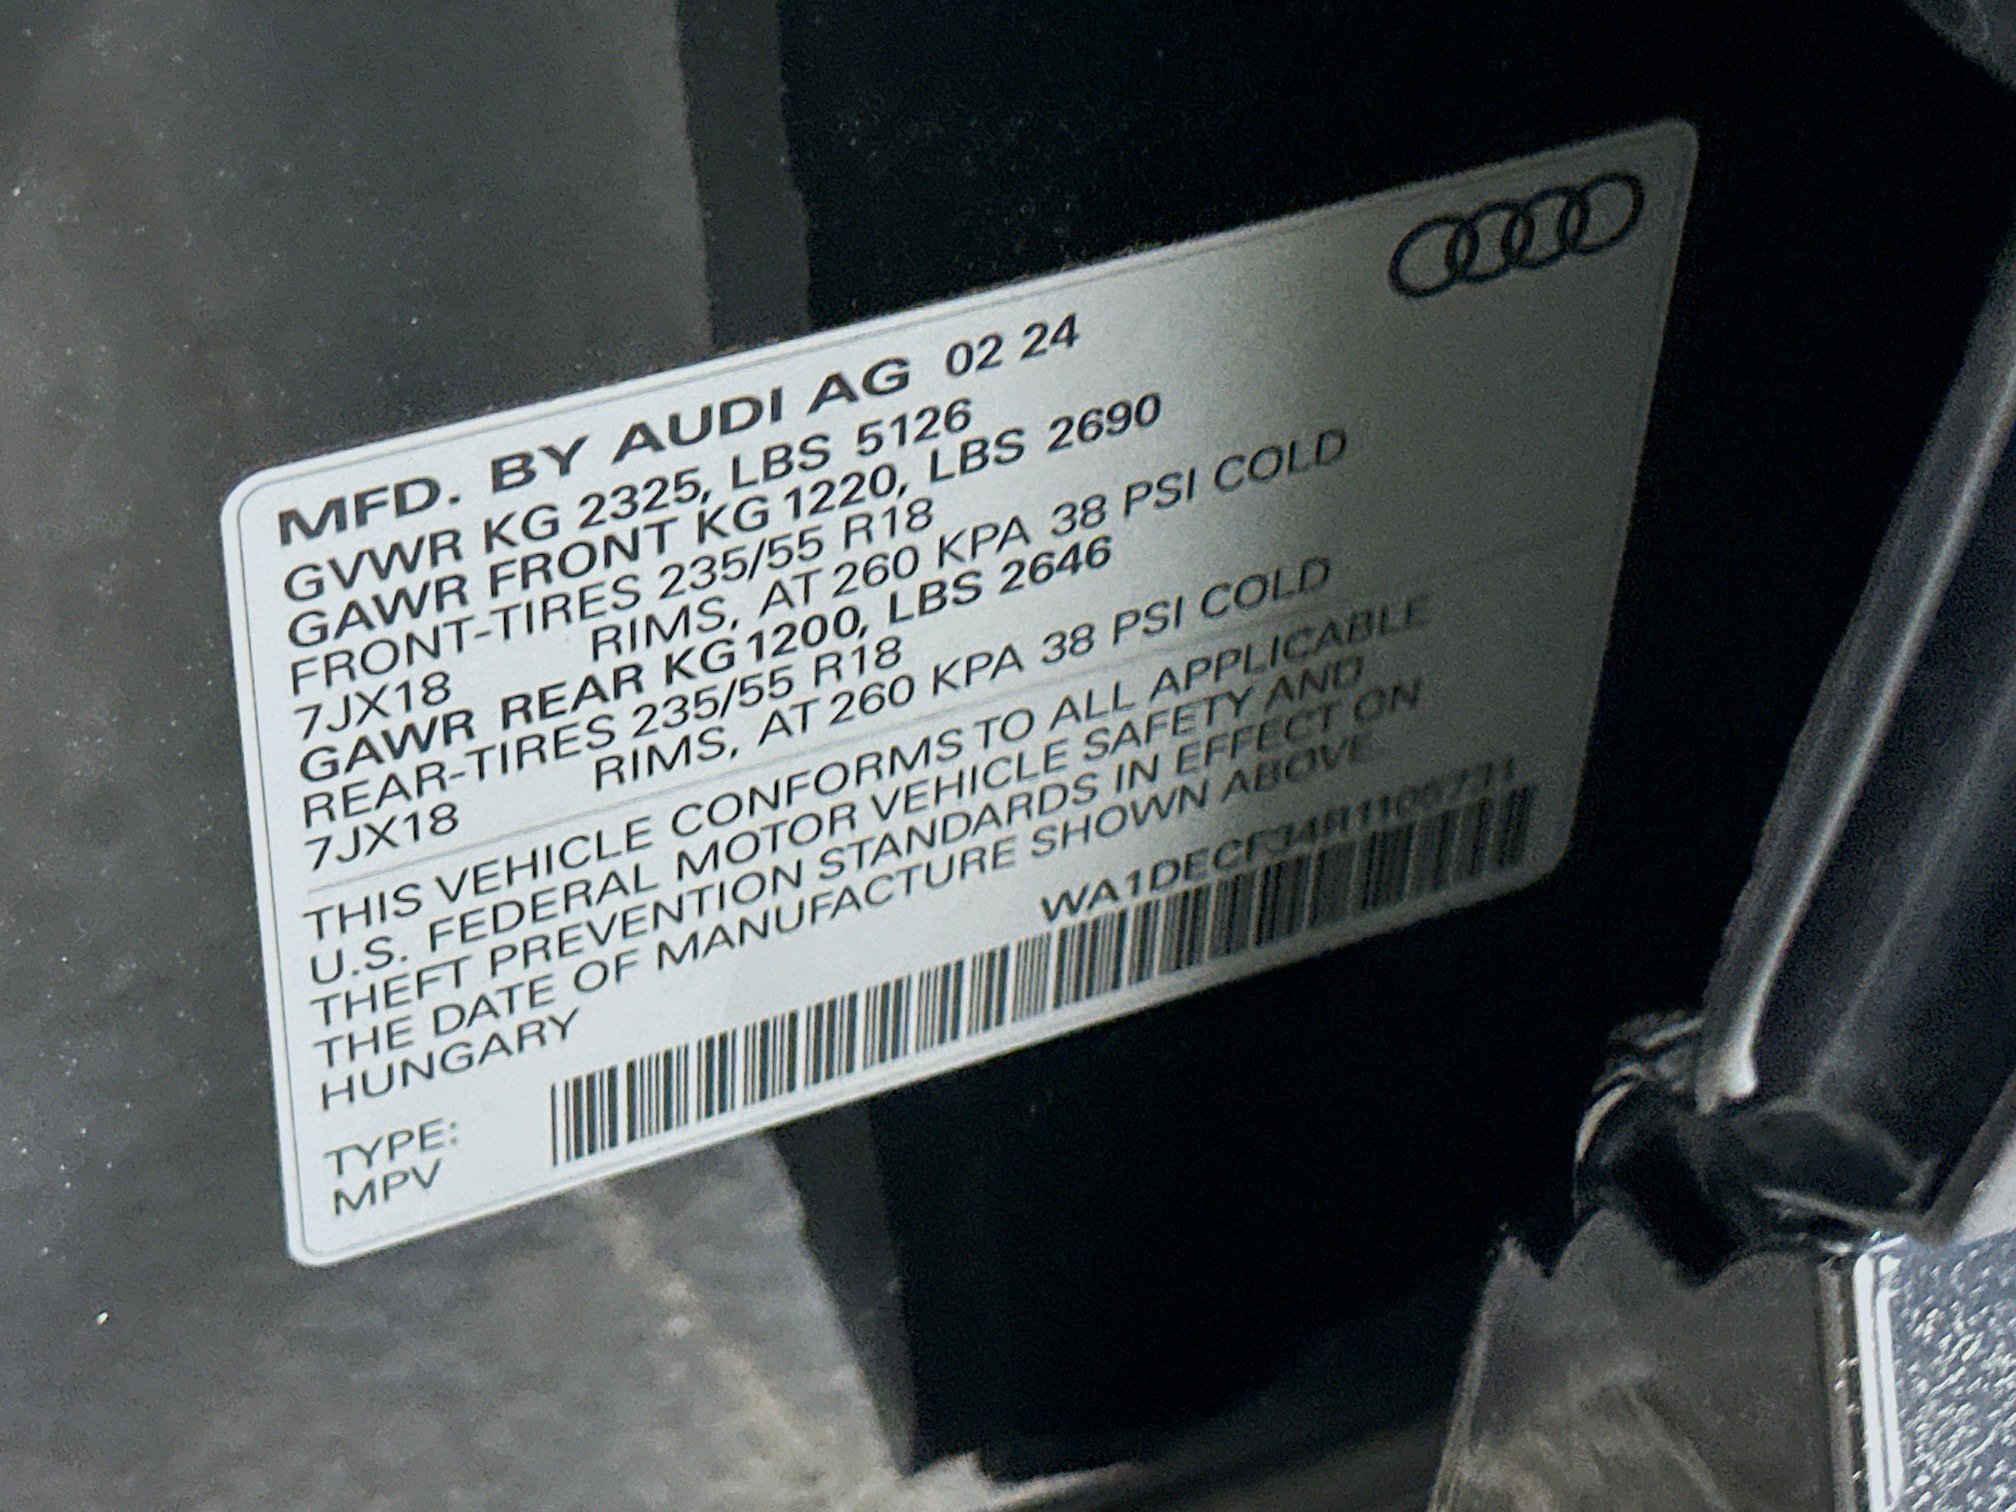 MFD. BY AUDI AG 02 24
GVWR KG 2325, LBS 5126
GAWR FRONT KG 1220, LBS 2690
FRONT-TIRES 235/55 R18
7JX18 RIMS, AT 260 KPA 38 PSI COLD
GAWR REAR KG 1200, LBS 2646
REAR-TIRES 235/55 R18
7JX18 RIMS, AT 260 KPA 38 PSI COLD
THIS VEHICLE CONFORMS TO ALL APPLICABLE
U.S. FEDERAL MOTOR VEHICLE SAFETY AND
THEFT PREVENTION STANDARDS IN EFFECT ON
THE DATE OF MANUFACTURE SHOWN ABOVE.
HUNGARY
TYPE:
MPV